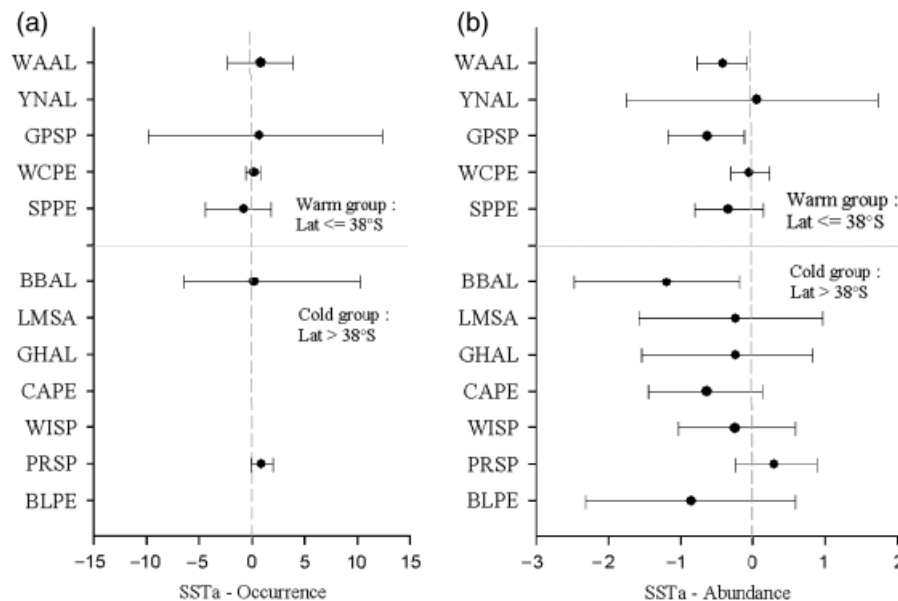 (a)
WAAL
YNAL
GPSP
WCPE
SPPE
Warm group :
Lat <= 38°S
BBAL
LMSA
GHAL
CAPE
WISP
PRSP
BLPE
Cold group :
Lat > 38°S
−15 −10 −5 0 5 10 15
SSTa - Occurrence
(b)
WAAL
YNAL
GPSP
WCPE
SPPE
Warm group :
Lat <= 38°S
BBAL
LMSA
GHAL
CAPE
WISP
PRSP
BLPE
Cold group :
Lat > 38°S
−3 −2 −1 0 1 2
SSTa - Abundance